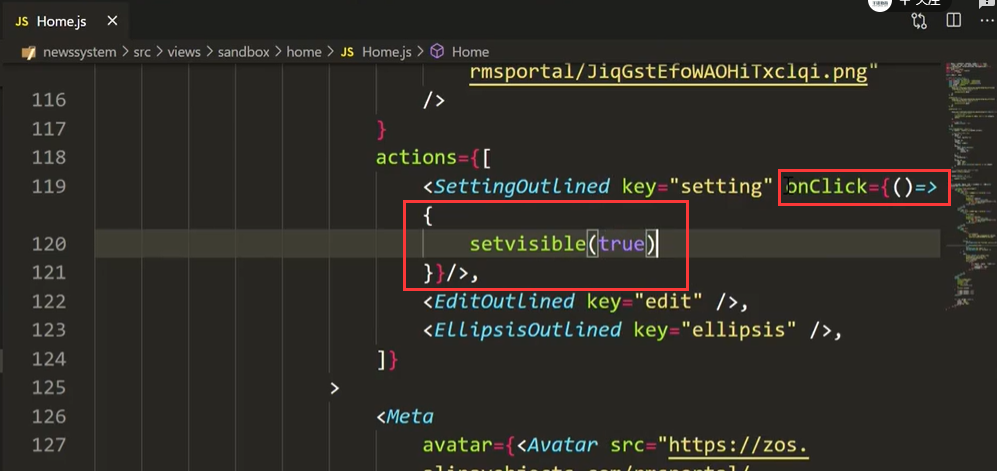 JS Home.js ×
newssystem > src > views > sandbox > home > JS Home.js > Home
rmsportal/JiqGstEfoWAOHiTxclqi.png"
116 />
117 }
118 actions={[
119 <SettingOutlined key="setting" onClick={()=>
{
120 setvisible(true)
121 }}/>,
122 <EditOutlined key="edit" />,
123 <EllipsisOutlined key="ellipsis" />,
124 ]}
125 >
126 <Meta
127 avatar={<Avatar src="https://zos.